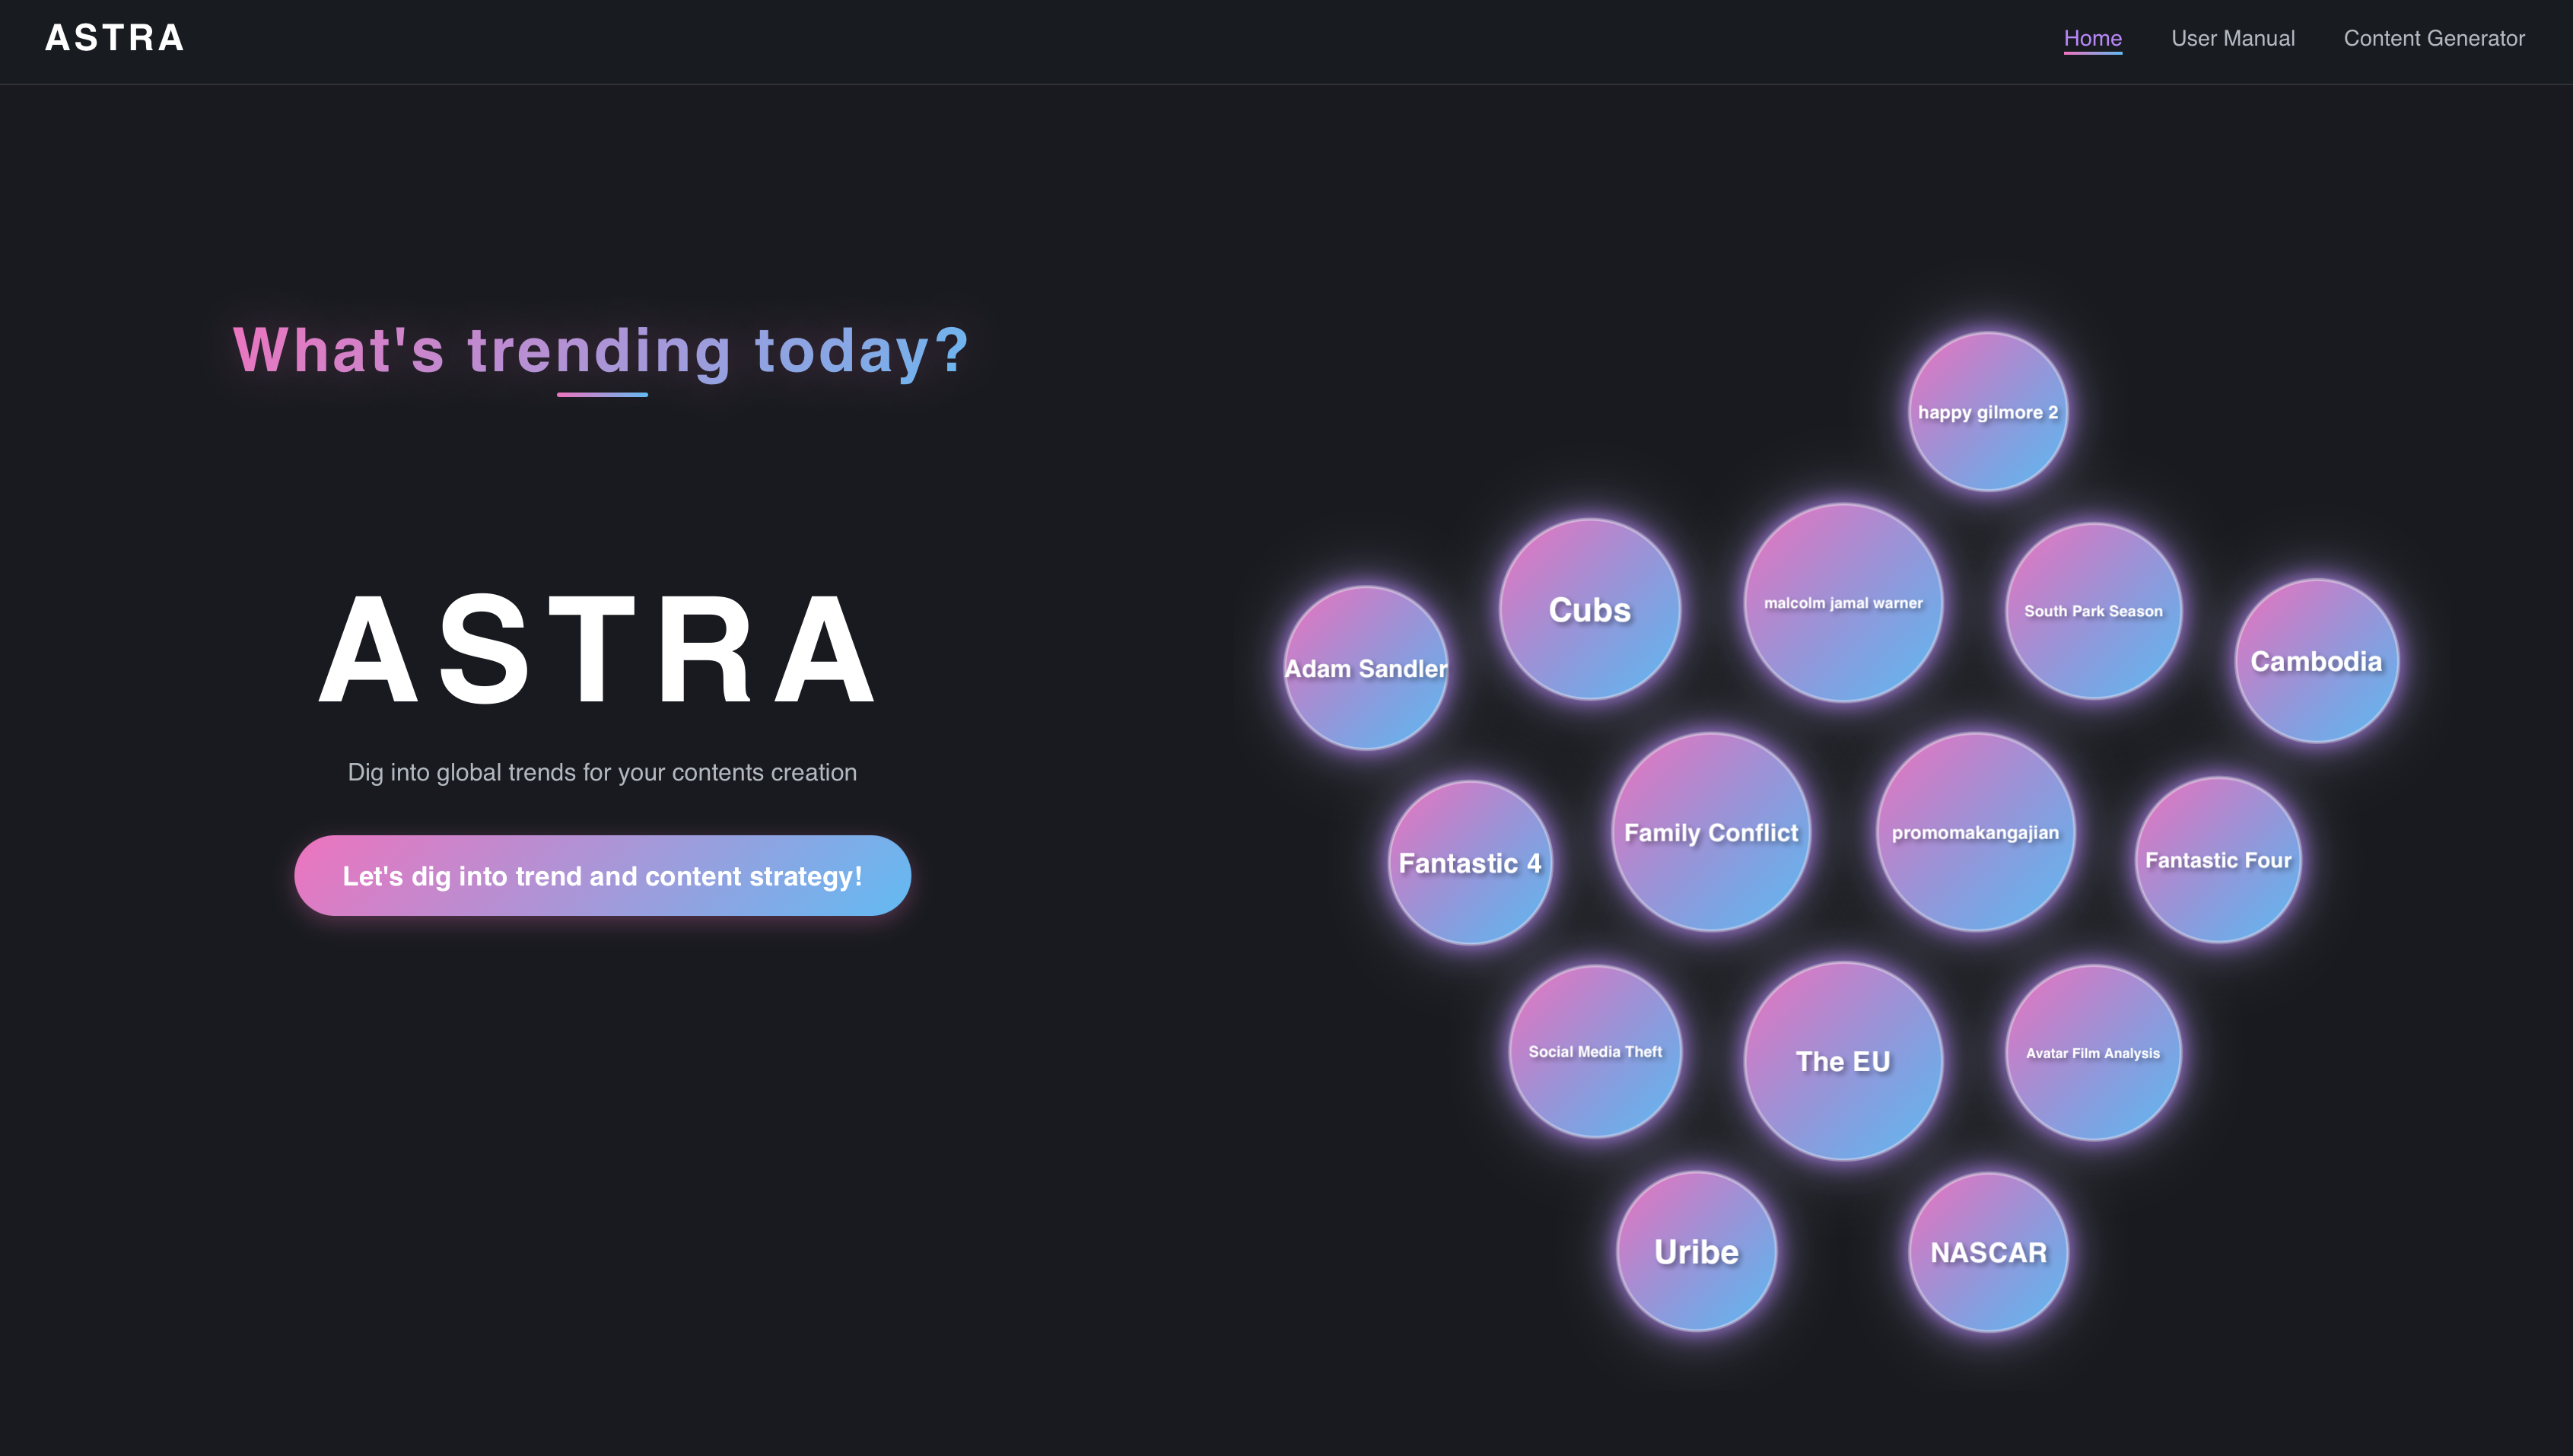 ASTRA
Home
User Manual
Content Generator
What's trending today?
ASTRA
Dig into global trends for your contents creation
Let's dig into trend and content strategy!
happy gilmore 2
Cubs
malcolm jamal warner
South Park Season
Adam Sandler
Cambodia
Fantastic 4
Family Conflict
promomakangajian
Fantastic Four
Social Media Theft
The EU
Avatar Film Analysis
Uribe
NASCAR